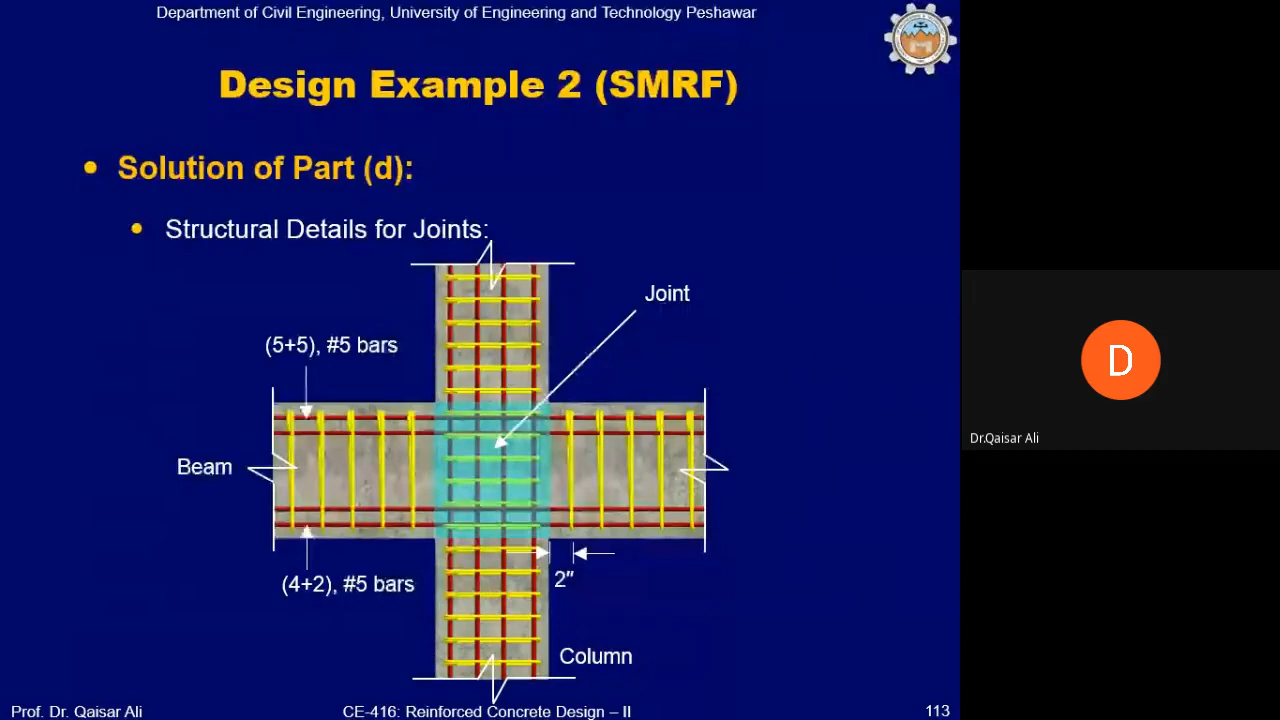 Department of Civil Engineering, University of Engineering and Technology Peshawar
Design Example 2 (SMRF)
• Solution of Part (d):
• Structural Details for Joints:
Joint
(5+5), #5 bars
Beam
(4+2), #5 bars
2″
Column
D
Dr.Qaisar Ali
Prof. Dr. Qaisar Ali
CE-416: Reinforced Concrete Design – II
113